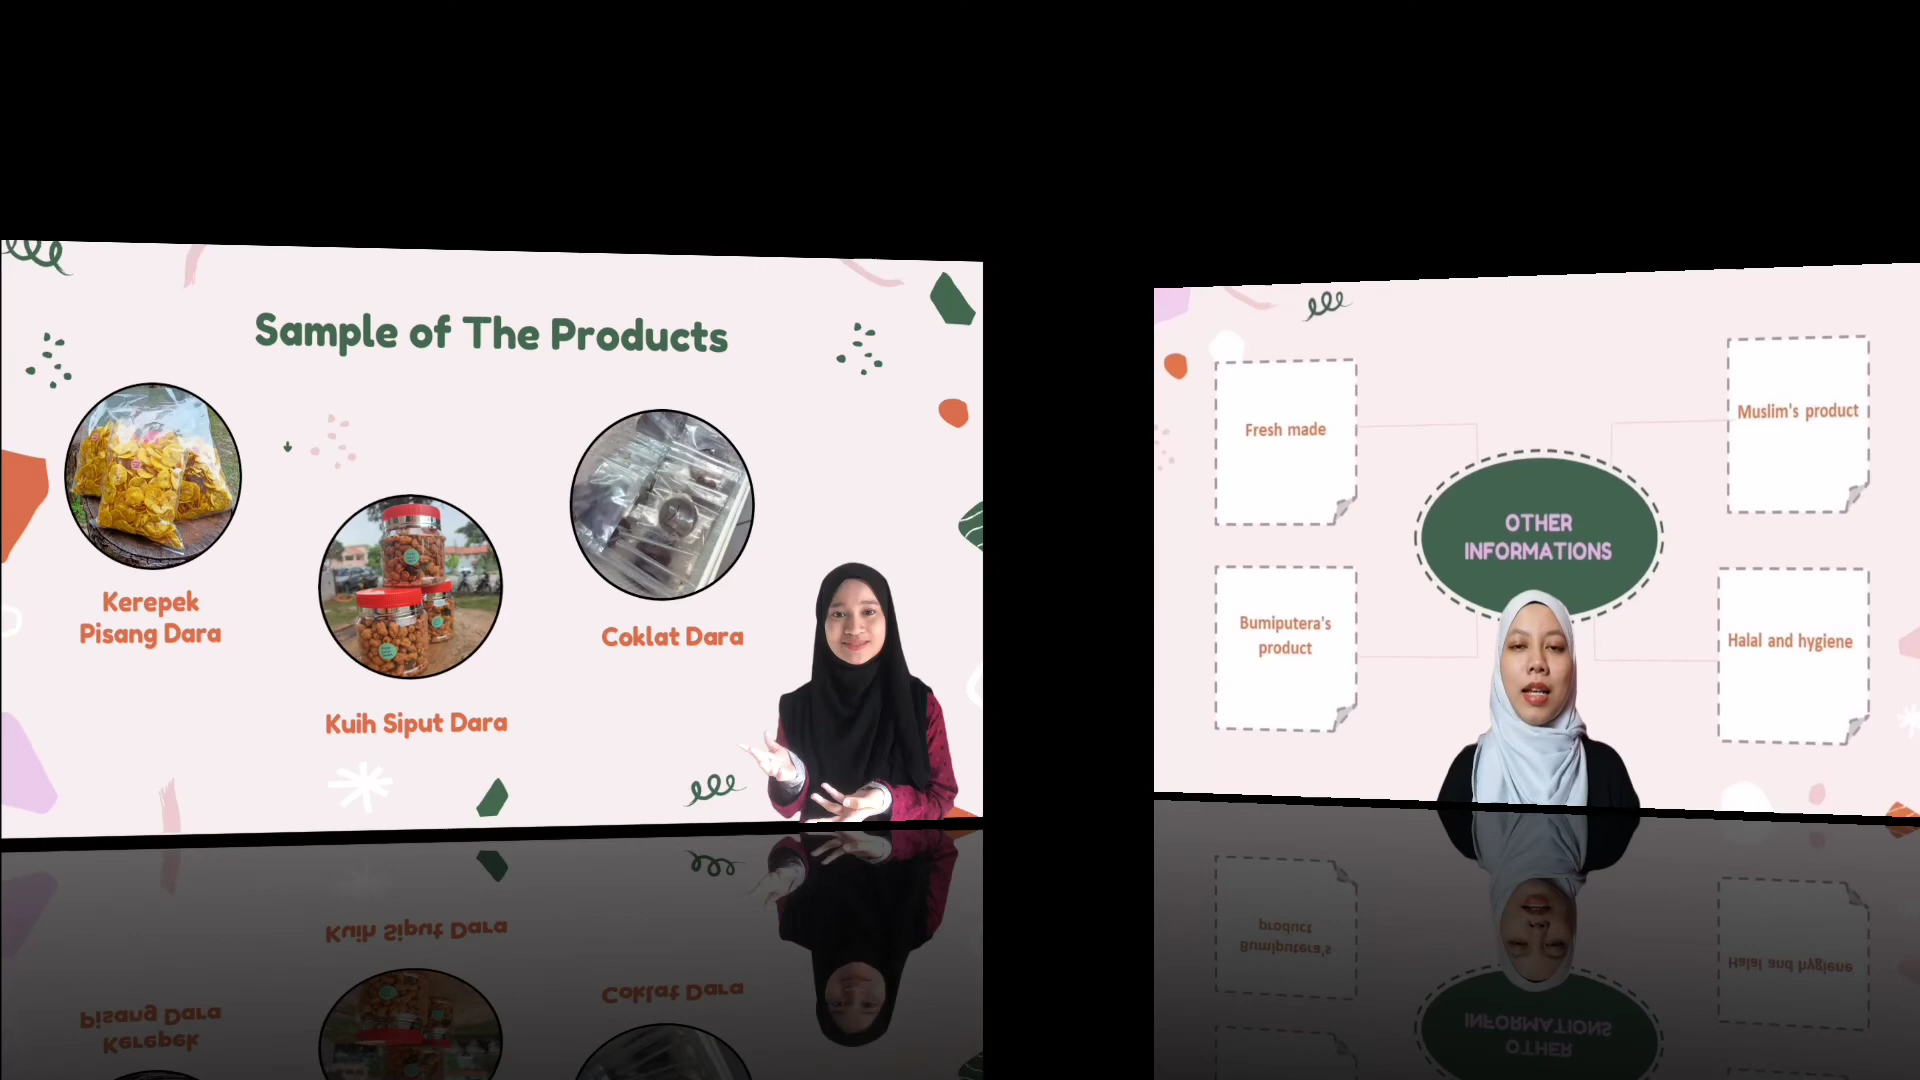 Sample of The Products
Kerepek
Pisang Dara
Kuih Siput Dara
Coklat Dara
Fresh made
Muslim's product
OTHER
INFORMATIONS
Bumiputera's
product
Halal and hygiene